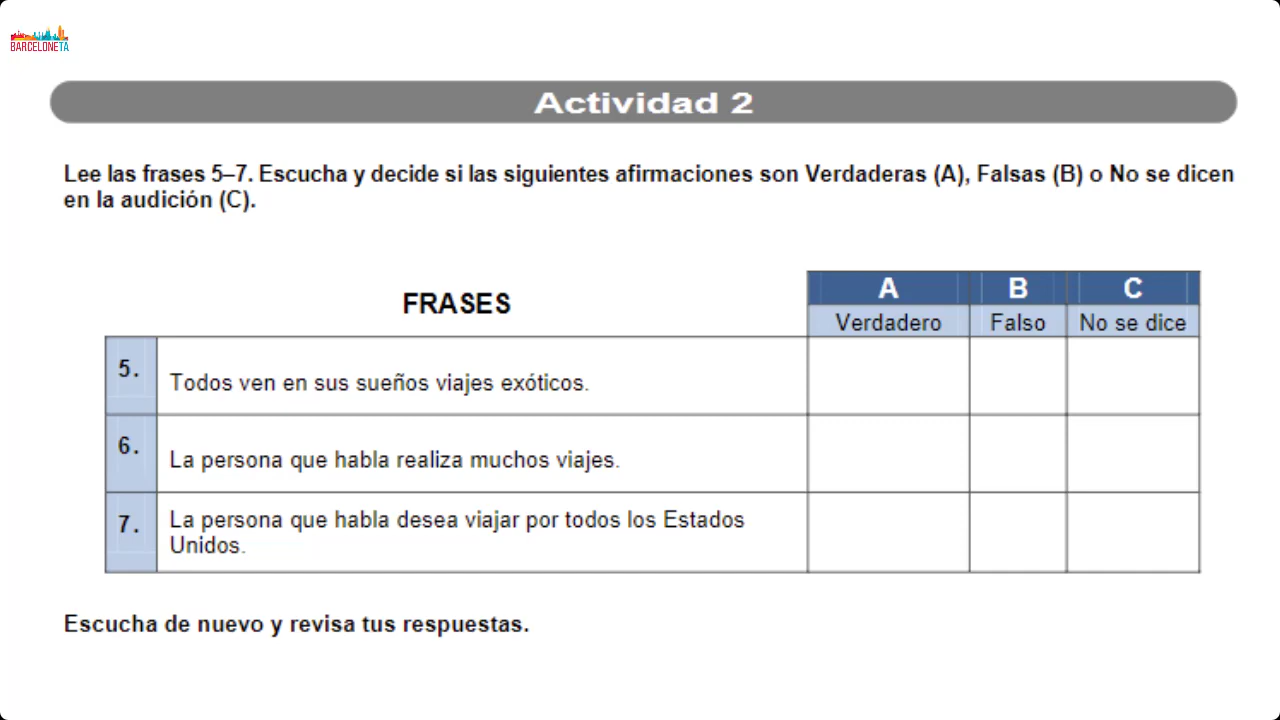 BARCELONETA
Actividad 2
Lee las frases 5–7. Escucha y decide si las siguientes afirmaciones son Verdaderas (A), Falsas (B) o No se dicen
en la audición (C).
FRASES
A B C
Verdadero Falso No se dice
5.
Todos ven en sus sueños viajes exóticos.
6.
La persona que habla realiza muchos viajes.
7.
La persona que habla desea viajar por todos los Estados
Unidos.
Escucha de nuevo y revisa tus respuestas.